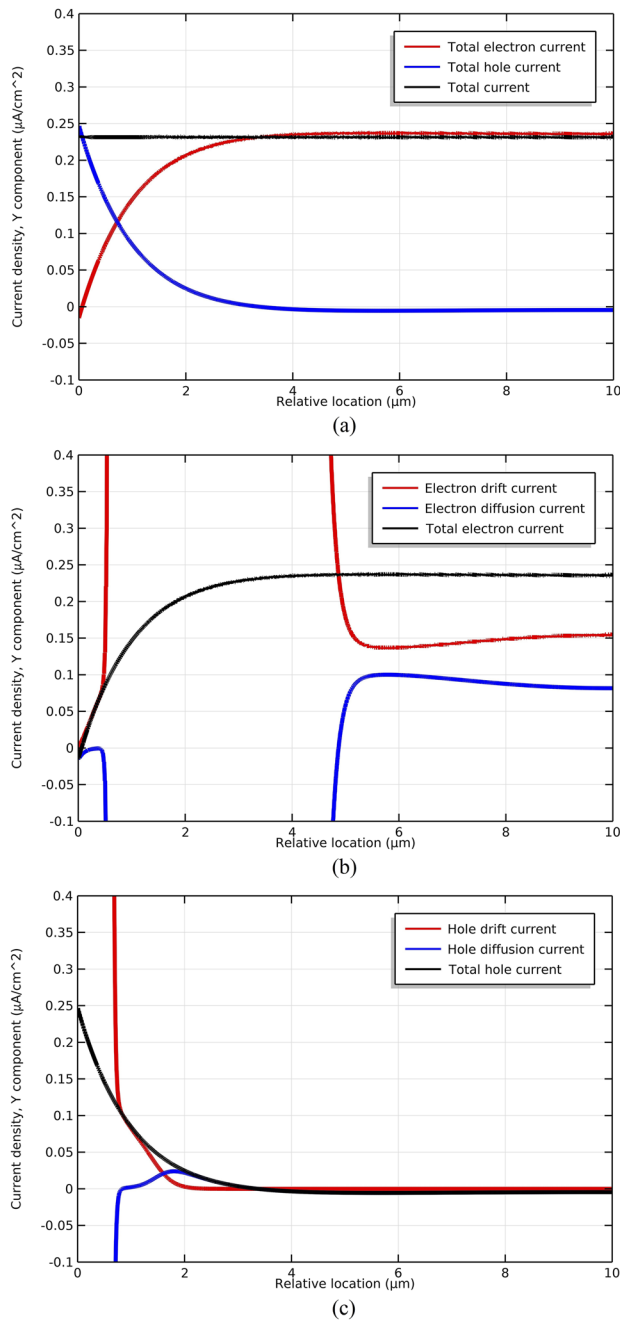 0.4
0.35
0.3
0.25
0.2
0.15
0.1
0.05
0
-0.05
-0.1
Current density, Y component (μA/cm^2)
Total electron current
Total hole current
Total current
0 2 4 6 8 10
Relative location (μm)
(a)
0.4
0.35
0.3
0.25
0.2
0.15
0.1
0.05
0
-0.05
-0.1
Current density, Y component (μA/cm^2)
Electron drift current
Electron diffusion current
Total electron current
0 2 4 6 8 10
Relative location (μm)
(b)
0.4
0.35
0.3
0.25
0.2
0.15
0.1
0.05
0
-0.05
-0.1
Current density, Y component (μA/cm^2)
Hole drift current
Hole diffusion current
Total hole current
0 2 4 6 8 10
Relative location (μm)
(c)